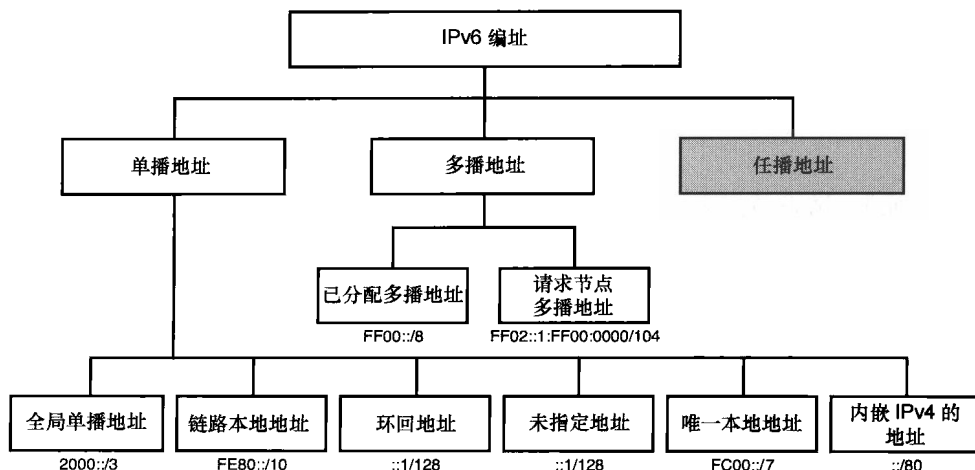 IPv6 编址
单播地址
多播地址
任播地址
已分配多播地址
请求节点
多播地址
FF00::/8
FF02::1:FF00:0000/104
全局单播地址
链路本地地址
环回地址
未指定地址
唯一本地地址
内嵌 IPv4 的
地址
2000::/3
FE80::/10
::1/128
::1/128
FC00::/7
::/80